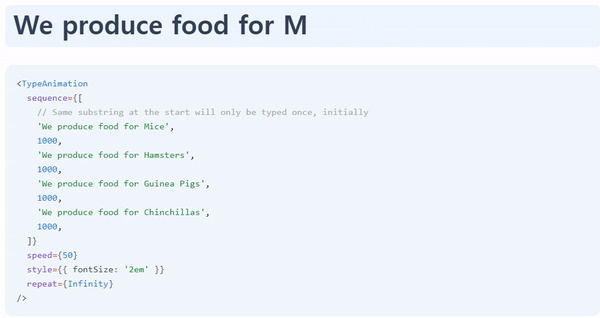 We produce food for M
<TypeAnimation
  sequence={[
    // Same substring at the start will only be typed once, initially
    'We produce food for Mice',
    1000,
    'We produce food for Hamsters',
    1000,
    'We produce food for Guinea Pigs',
    1000,
    'We produce food for Chinchillas',
    1000,
  ]}
  speed={50}
  style={{ fontSize: '2em' }}
  repeat={Infinity}
/>